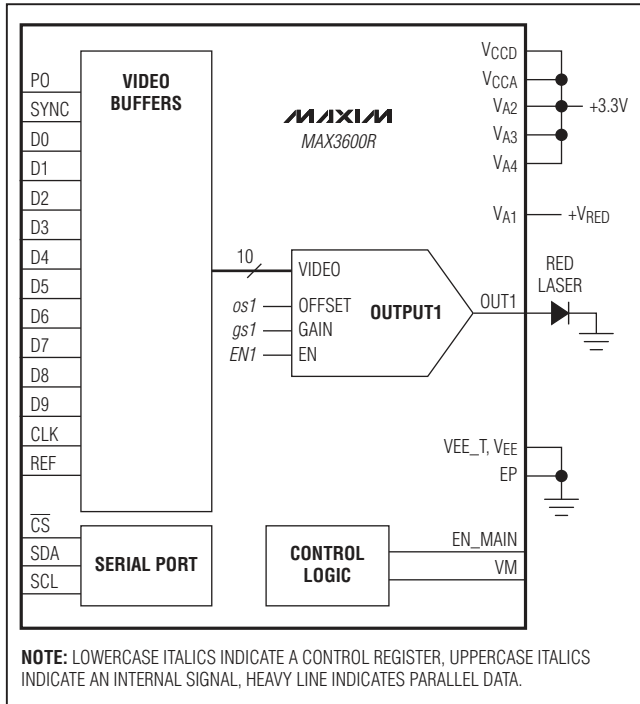 PO
SYNC
D0
D1
D2
D3
D4
D5
D6
D7
D8
D9
CLK
REF
CS
SDA
SCL
VIDEO
BUFFERS
SERIAL PORT
MAXIM
MAX3600R
10
VIDEO
os1
OFFSET
gs1
GAIN
EN1
EN
OUTPUT1
CONTROL
LOGIC
VCCD
VCCA
VA2
+3.3V
VA3
VA4
VA1
+VRED
RED
LASER
OUT1
VEE_T, VEE
EP
EN_MAIN
VM
NOTE: LOWERCASE ITALICS INDICATE A CONTROL REGISTER, UPPERCASE ITALICS
INDICATE AN INTERNAL SIGNAL, HEAVY LINE INDICATES PARALLEL DATA.